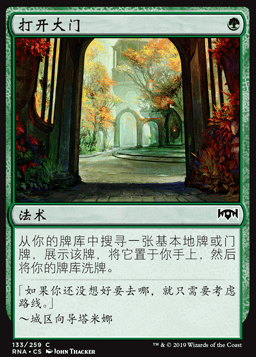 打开大门
法术
从你的牌库中搜寻一张基本地牌或门
牌，展示该牌，将它置于你手上，然后
将你的牌库洗牌。
「如果你还没想好要去哪，就只需要考虑
路线。」
～城区向导塔米娜
133/259 C
RNA • CS JOHN THACKER
™ & © 2019 Wizards of the Coast